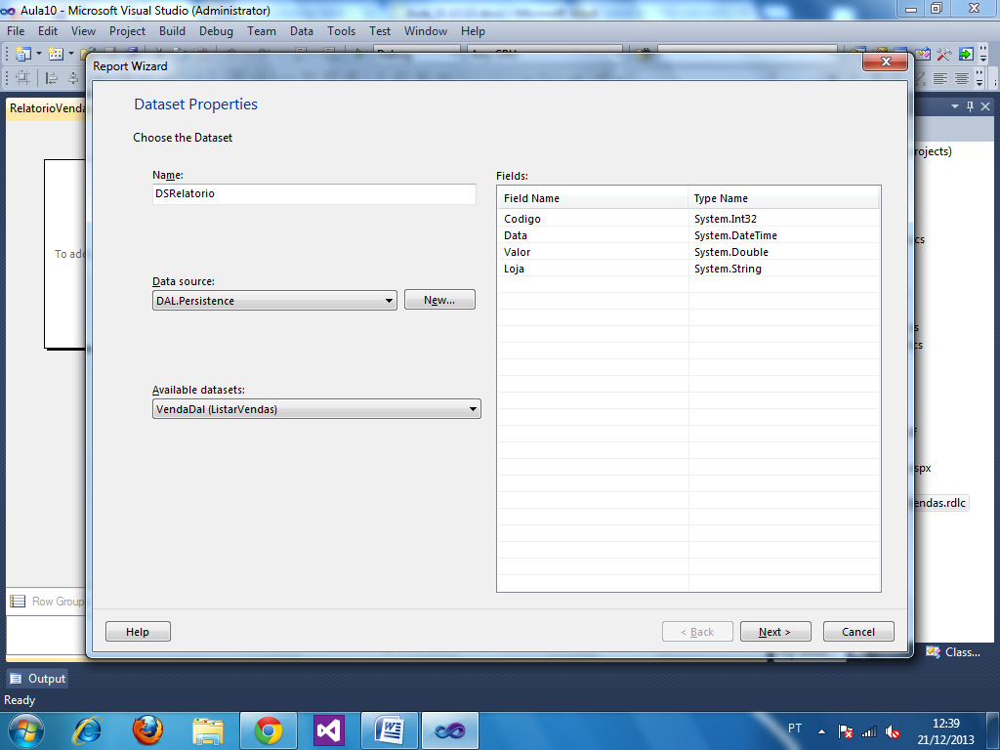 Aula10 - Microsoft Visual Studio (Administrator)
File Edit View Project Build Debug Team Data Tools Test Window Help
Report Wizard
RelatorioVenda
Dataset Properties
Choose the Dataset
Name:
DSRelatorio
Data source:
DAL.Persistence
New...
Available datasets:
VendaDal (ListarVendas)
Fields:
Field Name Type Name
Codigo System.Int32
Data System.DateTime
Valor System.Double
Loja System.String
To add
rojects)
cs
s
cs
spx
endas.rdlc
Row Group
Help
< Back
Next >
Cancel
Class...
Output
Ready
PT
12:39
21/12/2013